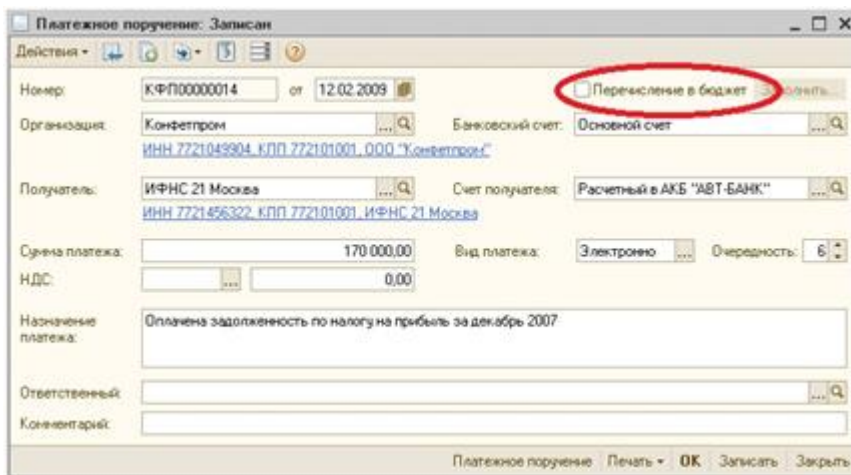 Платежное поручение: Записан
Действия
Номер: КФП00000014 от 12.02.2009 Перечисление в бюджет Заполнить...
Организация: Конфетпром ... Банковский счет: Основной счет ...
ИНН 7721049904, КПП 772101001, ООО "Конфетпром"
Получатель: ИФНС 21 Москва ... Счет получателя: Расчетный в АКБ "АВТ-БАНК" ...
ИНН 7721456322, КПП 772101001, ИФНС 21 Москва
Сумма платежа: 170 000,00 Вид платежа: Электронно ... Очередность: 6
НДС: ... 0,00
Назначение
платежа:
Оплачена задолженность по налогу на прибыль за декабрь 2007
Ответственный: ...
Комментарий:
Платежное поручение Печать OK Записать Закрыть